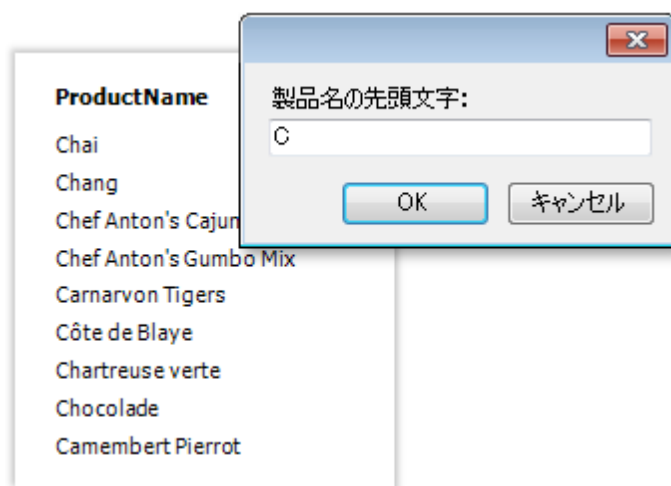 ProductName
Chai
Chang
Chef Anton's Cajun
Chef Anton's Gumbo Mix
Carnarvon Tigers
Côte de Blaye
Chartreuse verte
Chocolade
Camembert Pierrot
製品名の先頭文字:
C
OK
キャンセル